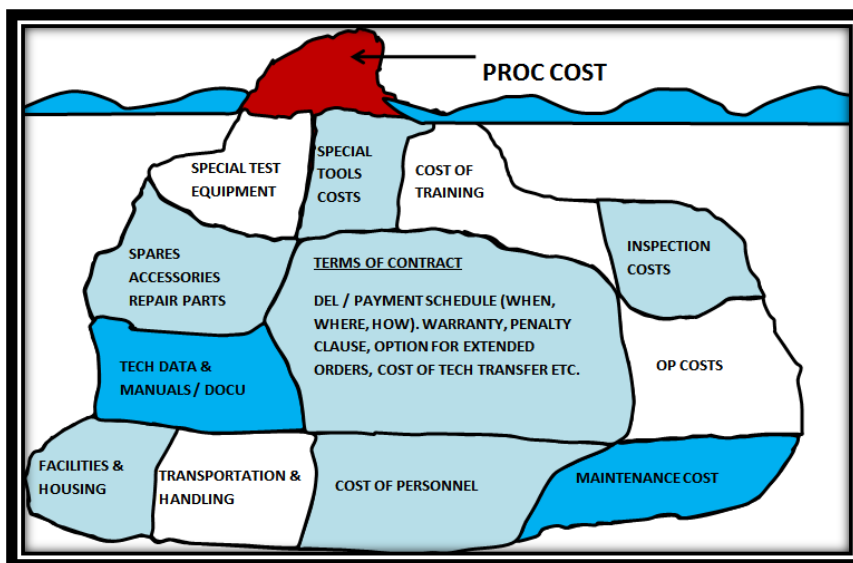 PROC COST
SPECIAL TEST
EQUIPMENT
SPECIAL
TOOLS
COSTS
COST OF
TRAINING
SPARES
ACCESSORIES
REPAIR PARTS
TERMS OF CONTRACT
DEL / PAYMENT SCHEDULE (WHEN,
WHERE, HOW). WARRANTY, PENALTY
CLAUSE, OPTION FOR EXTENDED
ORDERS, COST OF TECH TRANSFER ETC.
INSPECTION
COSTS
TECH DATA &
MANUALS / DOCU
OP COSTS
FACILITIES &
HOUSING
TRANSPORTATION &
HANDLING
COST OF PERSONNEL
MAINTENANCE COST